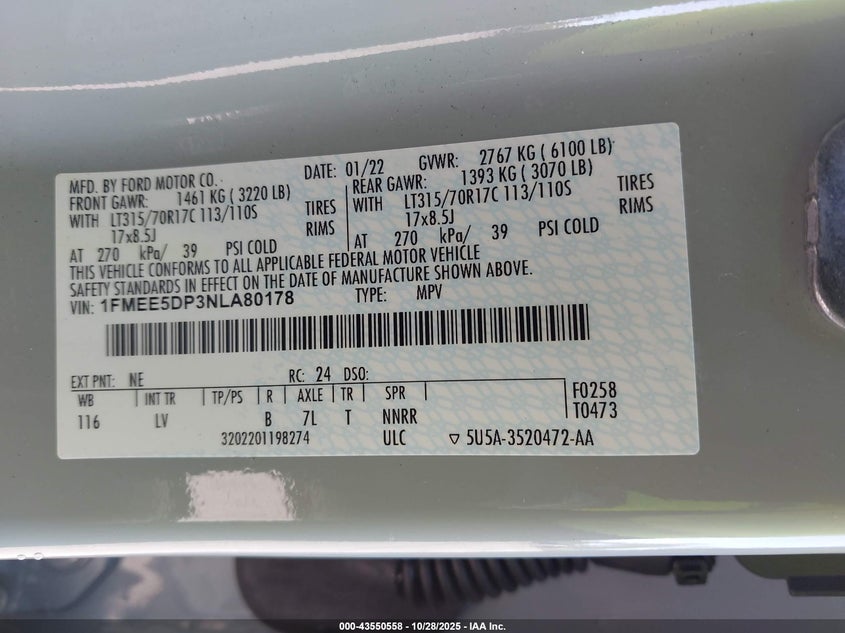 MFD. BY FORD MOTOR CO.
DATE: 01/22
GVWR: 2767 KG ( 6100 LB)
FRONT GAWR: 1461 KG ( 3220 LB)
REAR GAWR: 1393 KG ( 3070 LB)
WITH LT315/70R17C 113/110S TIRES
WITH LT315/70R17C 113/110S TIRES
17x8.5J RIMS
17x8.5J RIMS
AT 270 kPa/ 39 PSI COLD
AT 270 kPa/ 39 PSI COLD
THIS VEHICLE CONFORMS TO ALL APPLICABLE FEDERAL MOTOR VEHICLE
SAFETY STANDARDS IN EFFECT ON THE DATE OF MANUFACTURE SHOWN ABOVE.
VIN: 1FMEE5DP3NLA80178
TYPE: MPV
EXT PNT: NE
RC: 24 DSO:
WB INT TR TP/PS R AXLE TR SPR
116 LV B 7L T NNRR
F0258
T0473
3202201198274
ULC
▽ 5U5A-3520472-AA
000-43550558 - 10/28/2025 - IAA Inc.